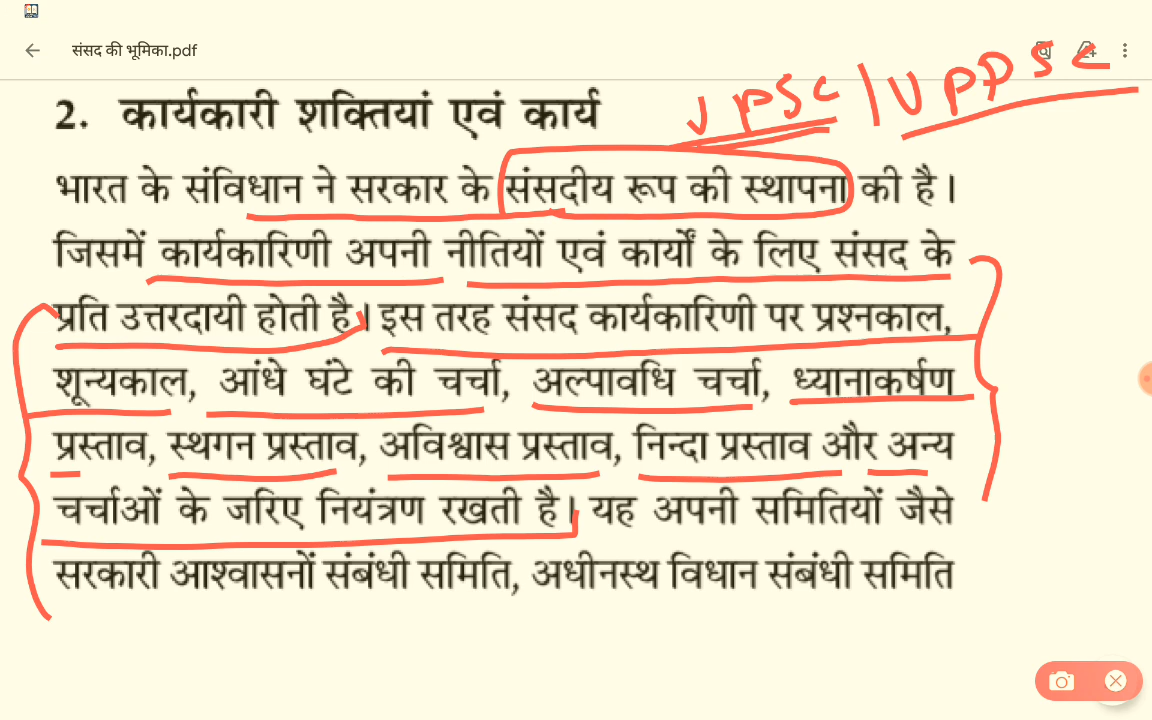 संसद की भूमिका.pdf
UPSC / UPPSC
2. कार्यकारी शक्तियां एवं कार्य
भारत के संविधान ने सरकार के संसदीय रूप की स्थापना की है।
जिसमें कार्यकारिणी अपनी नीतियों एवं कार्यों के लिए संसद के
प्रति उत्तरदायी होती है। इस तरह संसद कार्यकारिणी पर प्रश्नकाल,
शून्यकाल, आंधे घंटे की चर्चा, अल्पावधि चर्चा, ध्यानाकर्षण
प्रस्ताव, स्थगन प्रस्ताव, अविश्वास प्रस्ताव, निन्दा प्रस्ताव और अन्य
चर्चाओं के जरिए नियंत्रण रखती है। यह अपनी समितियों जैसे
सरकारी आश्वासनों संबंधी समिति, अधीनस्थ विधान संबंधी समिति